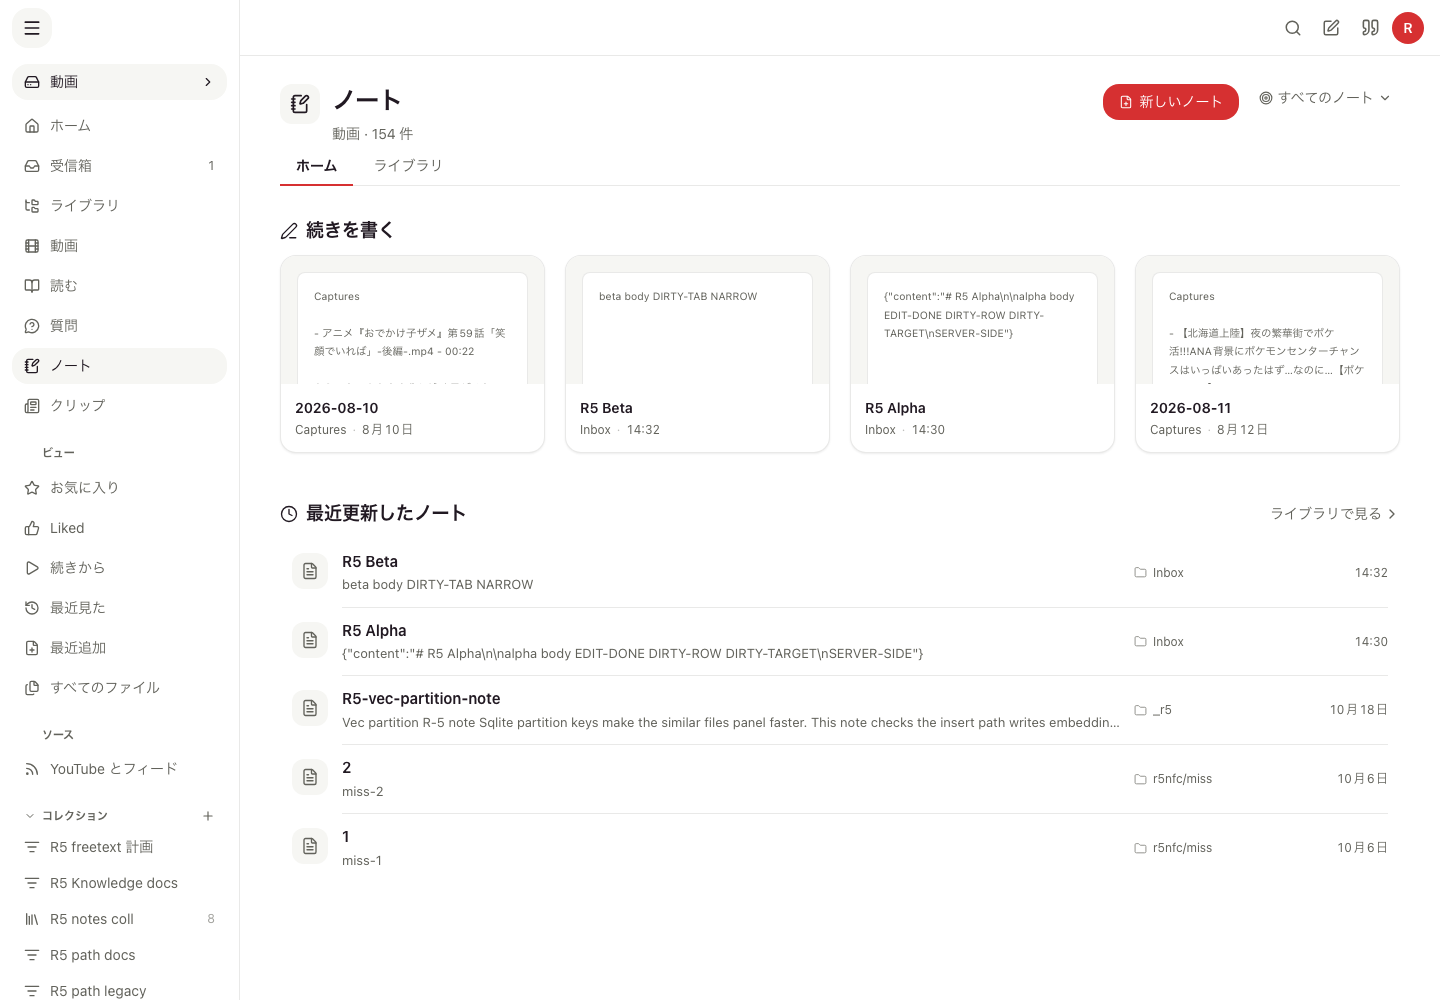 動画
ホーム
受信箱 1
ライブラリ
動画
読む
質問
ノート
クリップ
ビュー
お気に入り
Liked
続きから
最近見た
最近追加
すべてのファイル
ソース
YouTube とフィード
コレクション
R5 freetext 計画
R5 Knowledge docs
R5 notes coll 8
R5 path docs
R5 path legacy
R
ノート
動画 · 154 件
新しいノート
すべてのノート
ホーム ライブラリ
続きを書く
Captures
- アニメ『おでかけ子ザメ』第59話「笑
顔でいれば」-後編-.mp4 - 00:22
2026-08-10
Captures · 8月10日
beta body DIRTY-TAB NARROW
R5 Beta
Inbox · 14:32
{"content":"# R5 Alpha\n\nalpha body
EDIT-DONE DIRTY-ROW DIRTY-
TARGET\nSERVER-SIDE"}
R5 Alpha
Inbox · 14:30
Captures
- 【北海道上陸】夜の繁華街でポケ
活!!!ANA背景にポケモンセンターチャン
スはいっぱいあったはず...なのに...【ポケ
2026-08-11
Captures · 8月12日
最近更新したノート
ライブラリで見る
R5 Beta
beta body DIRTY-TAB NARROW
Inbox 14:32
R5 Alpha
{"content":"# R5 Alpha\n\nalpha body EDIT-DONE DIRTY-ROW DIRTY-TARGET\nSERVER-SIDE"}
Inbox 14:30
R5-vec-partition-note
Vec partition R-5 note Sqlite partition keys make the similar files panel faster. This note checks the insert path writes embeddin...
_r5 10月18日
2
miss-2
r5nfc/miss 10月6日
1
miss-1
r5nfc/miss 10月6日